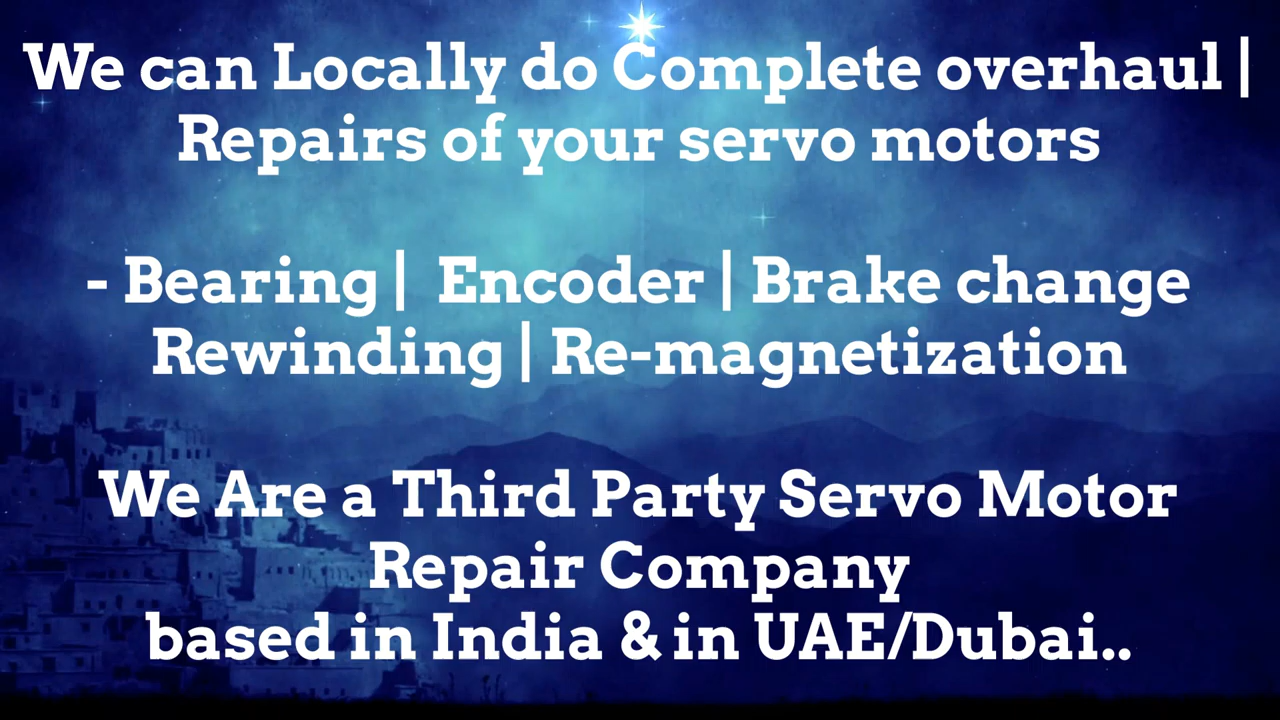 We can Locally do Complete overhaul |
Repairs of your servo motors
- Bearing | Encoder | Brake change
Rewinding | Re-magnetization
We Are a Third Party Servo Motor
Repair Company
based in India & in UAE/Dubai..